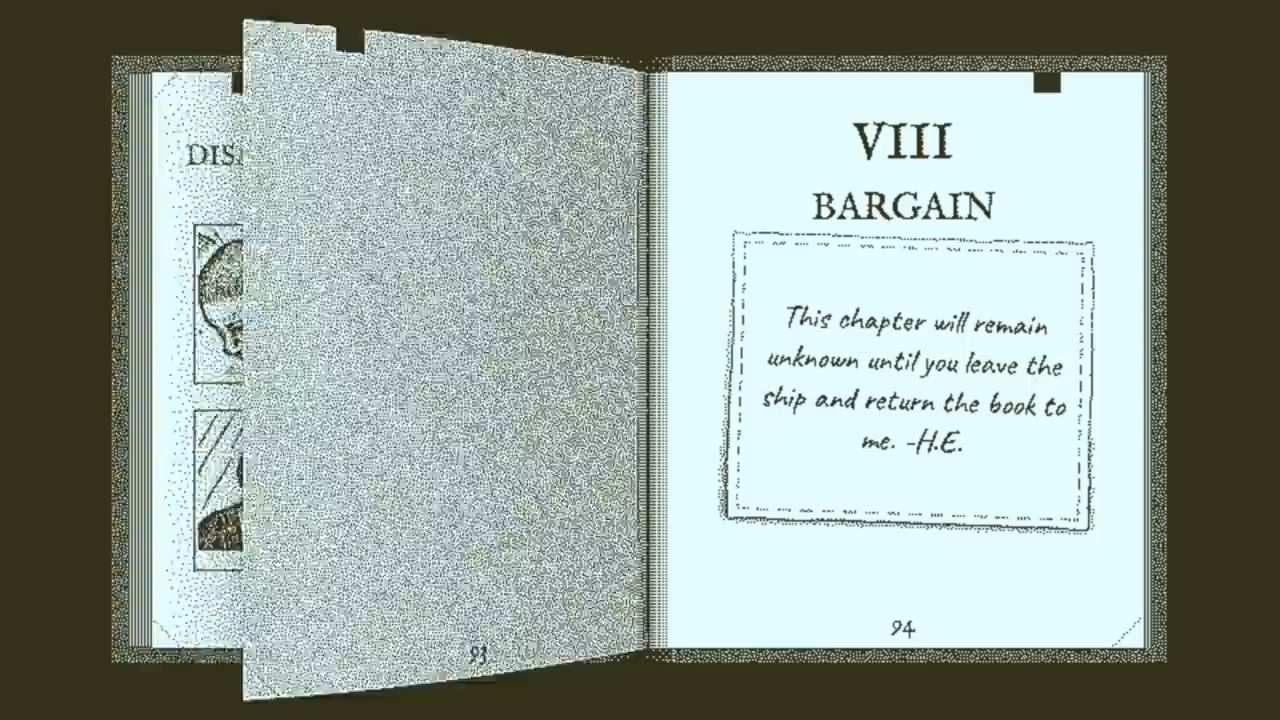 DIS
93
VIII
BARGAIN
This chapter will remain
unknown until you leave the
ship and return the book to
me. -H.E.
94